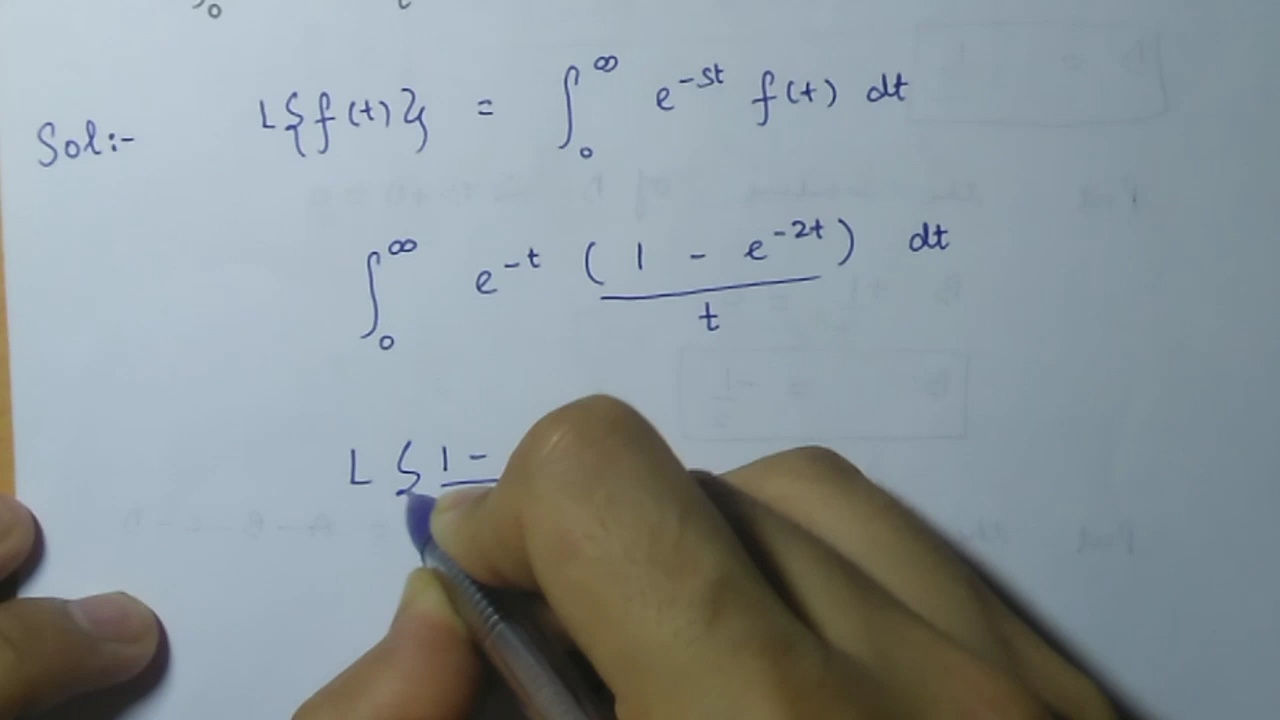 Sol:- L{f(t)} = ∫₀^∞ e^-st f(t) dt
∫₀^∞ e^-t (1 - e^-2t)/t dt
L { 1 -